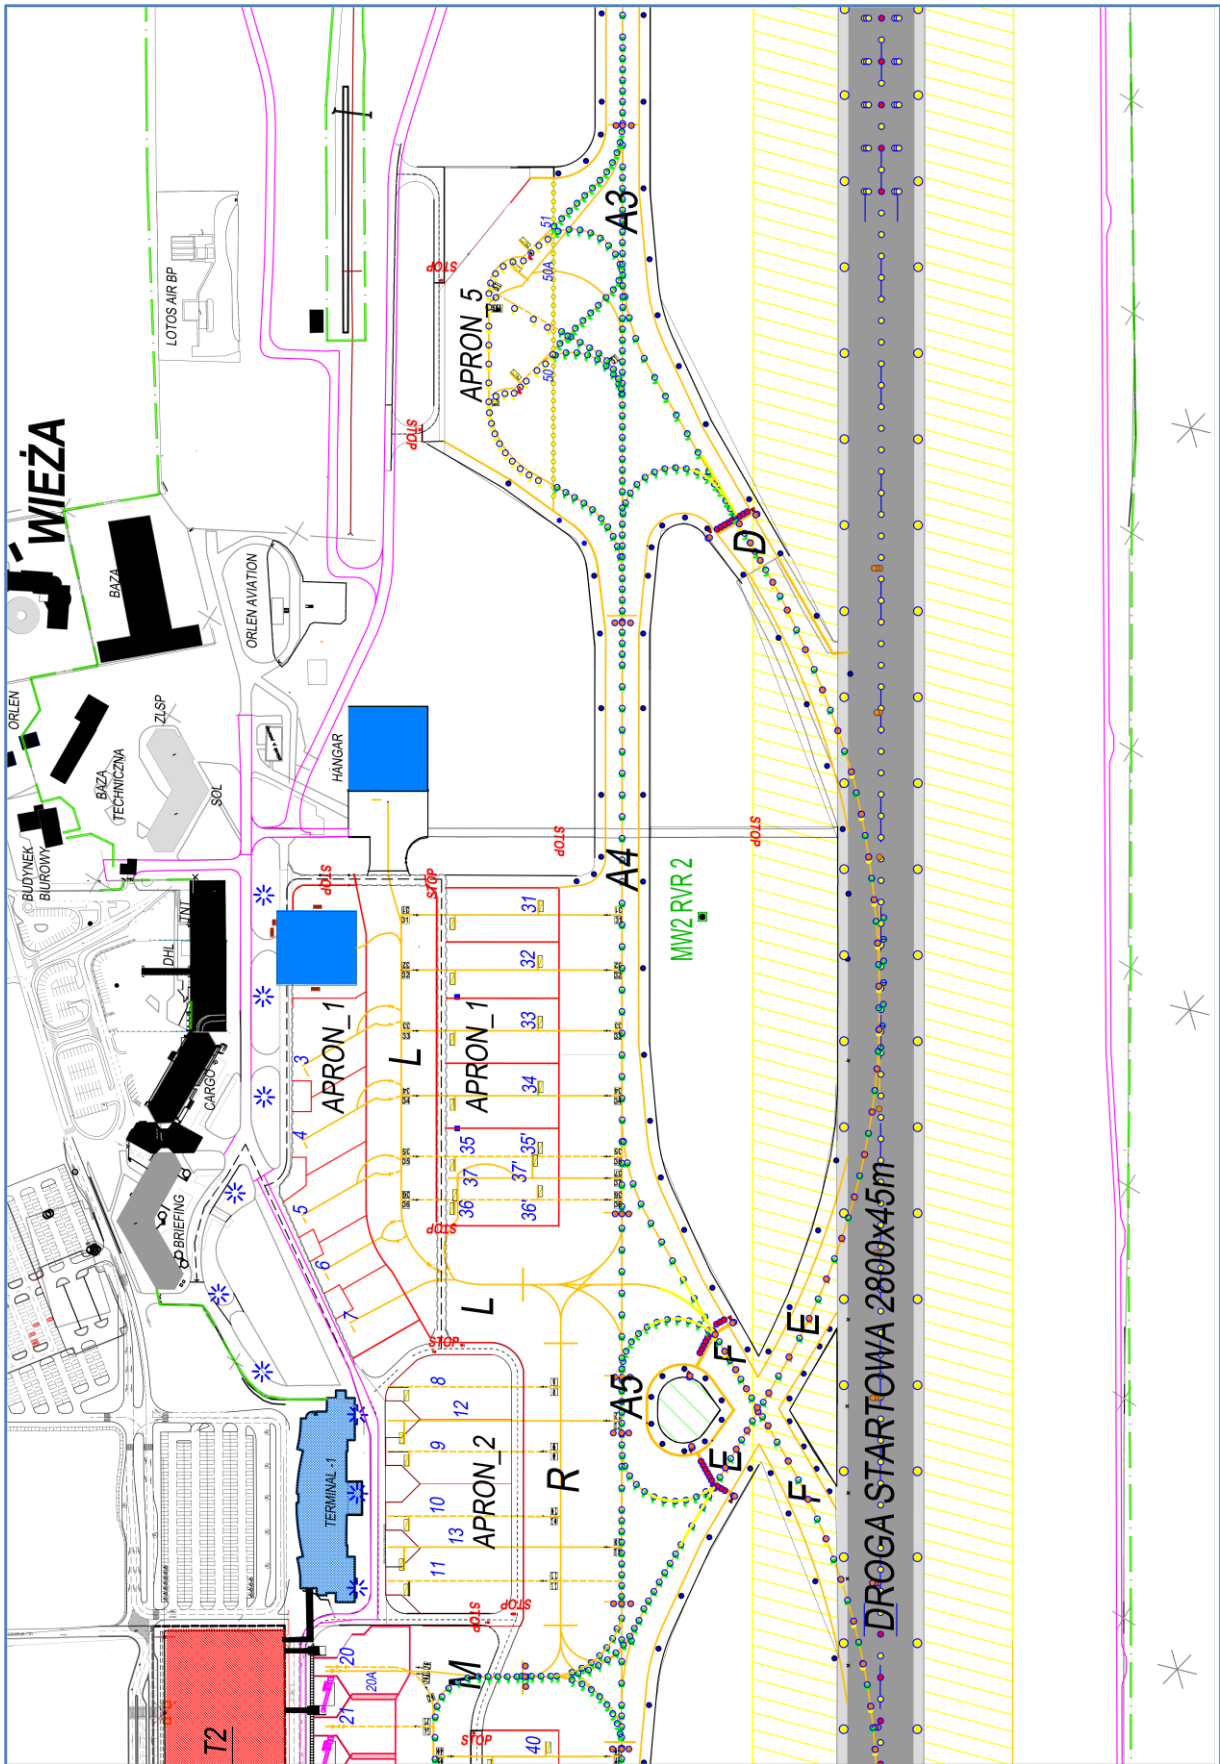 WIEŻA
LOTOS AIR BP
BAZA
ORLEN AVIATION
ORLEN
ZLSP
BAZA
TECHNICZNA
SOL
BUDYNEK
BIUROWY
HANGAR
TNT
DHL
CARGO
BRIEFING
TERMINAL -1
T2
APRON_5
51
50A
50
A3
D
STOP
STOP
STOP
STOP
STOP
STOP
A4
MW2 RVR 2
APRON_1
L
APRON_1
31
32
33
34
35
35'
37
37'
36
36'
3
4
5
6
7
STOP
STOP
L
A5
F
E
E
F
8
12
9
10
13
11
APRON_2
R
STOP
STOP
M
20
20A
21
STOP
40
DROGA STARTOWA 2800x45m